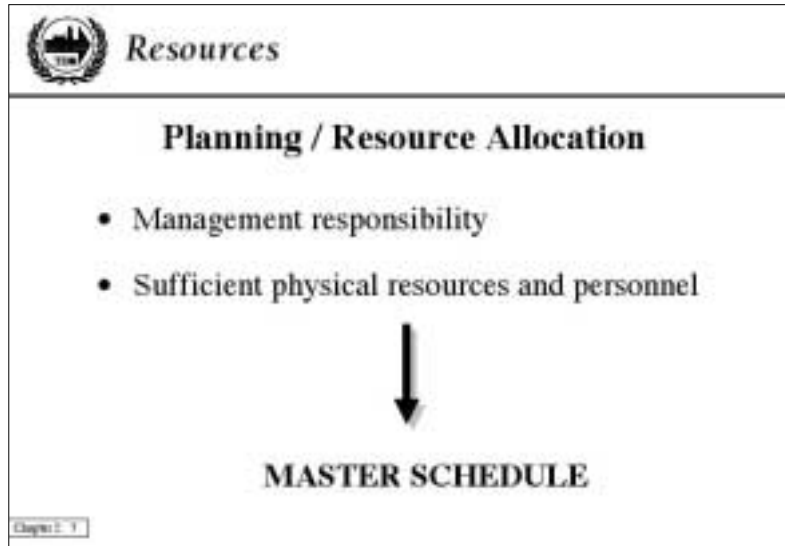 Resources
Planning / Resource Allocation
• Management responsibility
• Sufficient physical resources and personnel
MASTER SCHEDULE